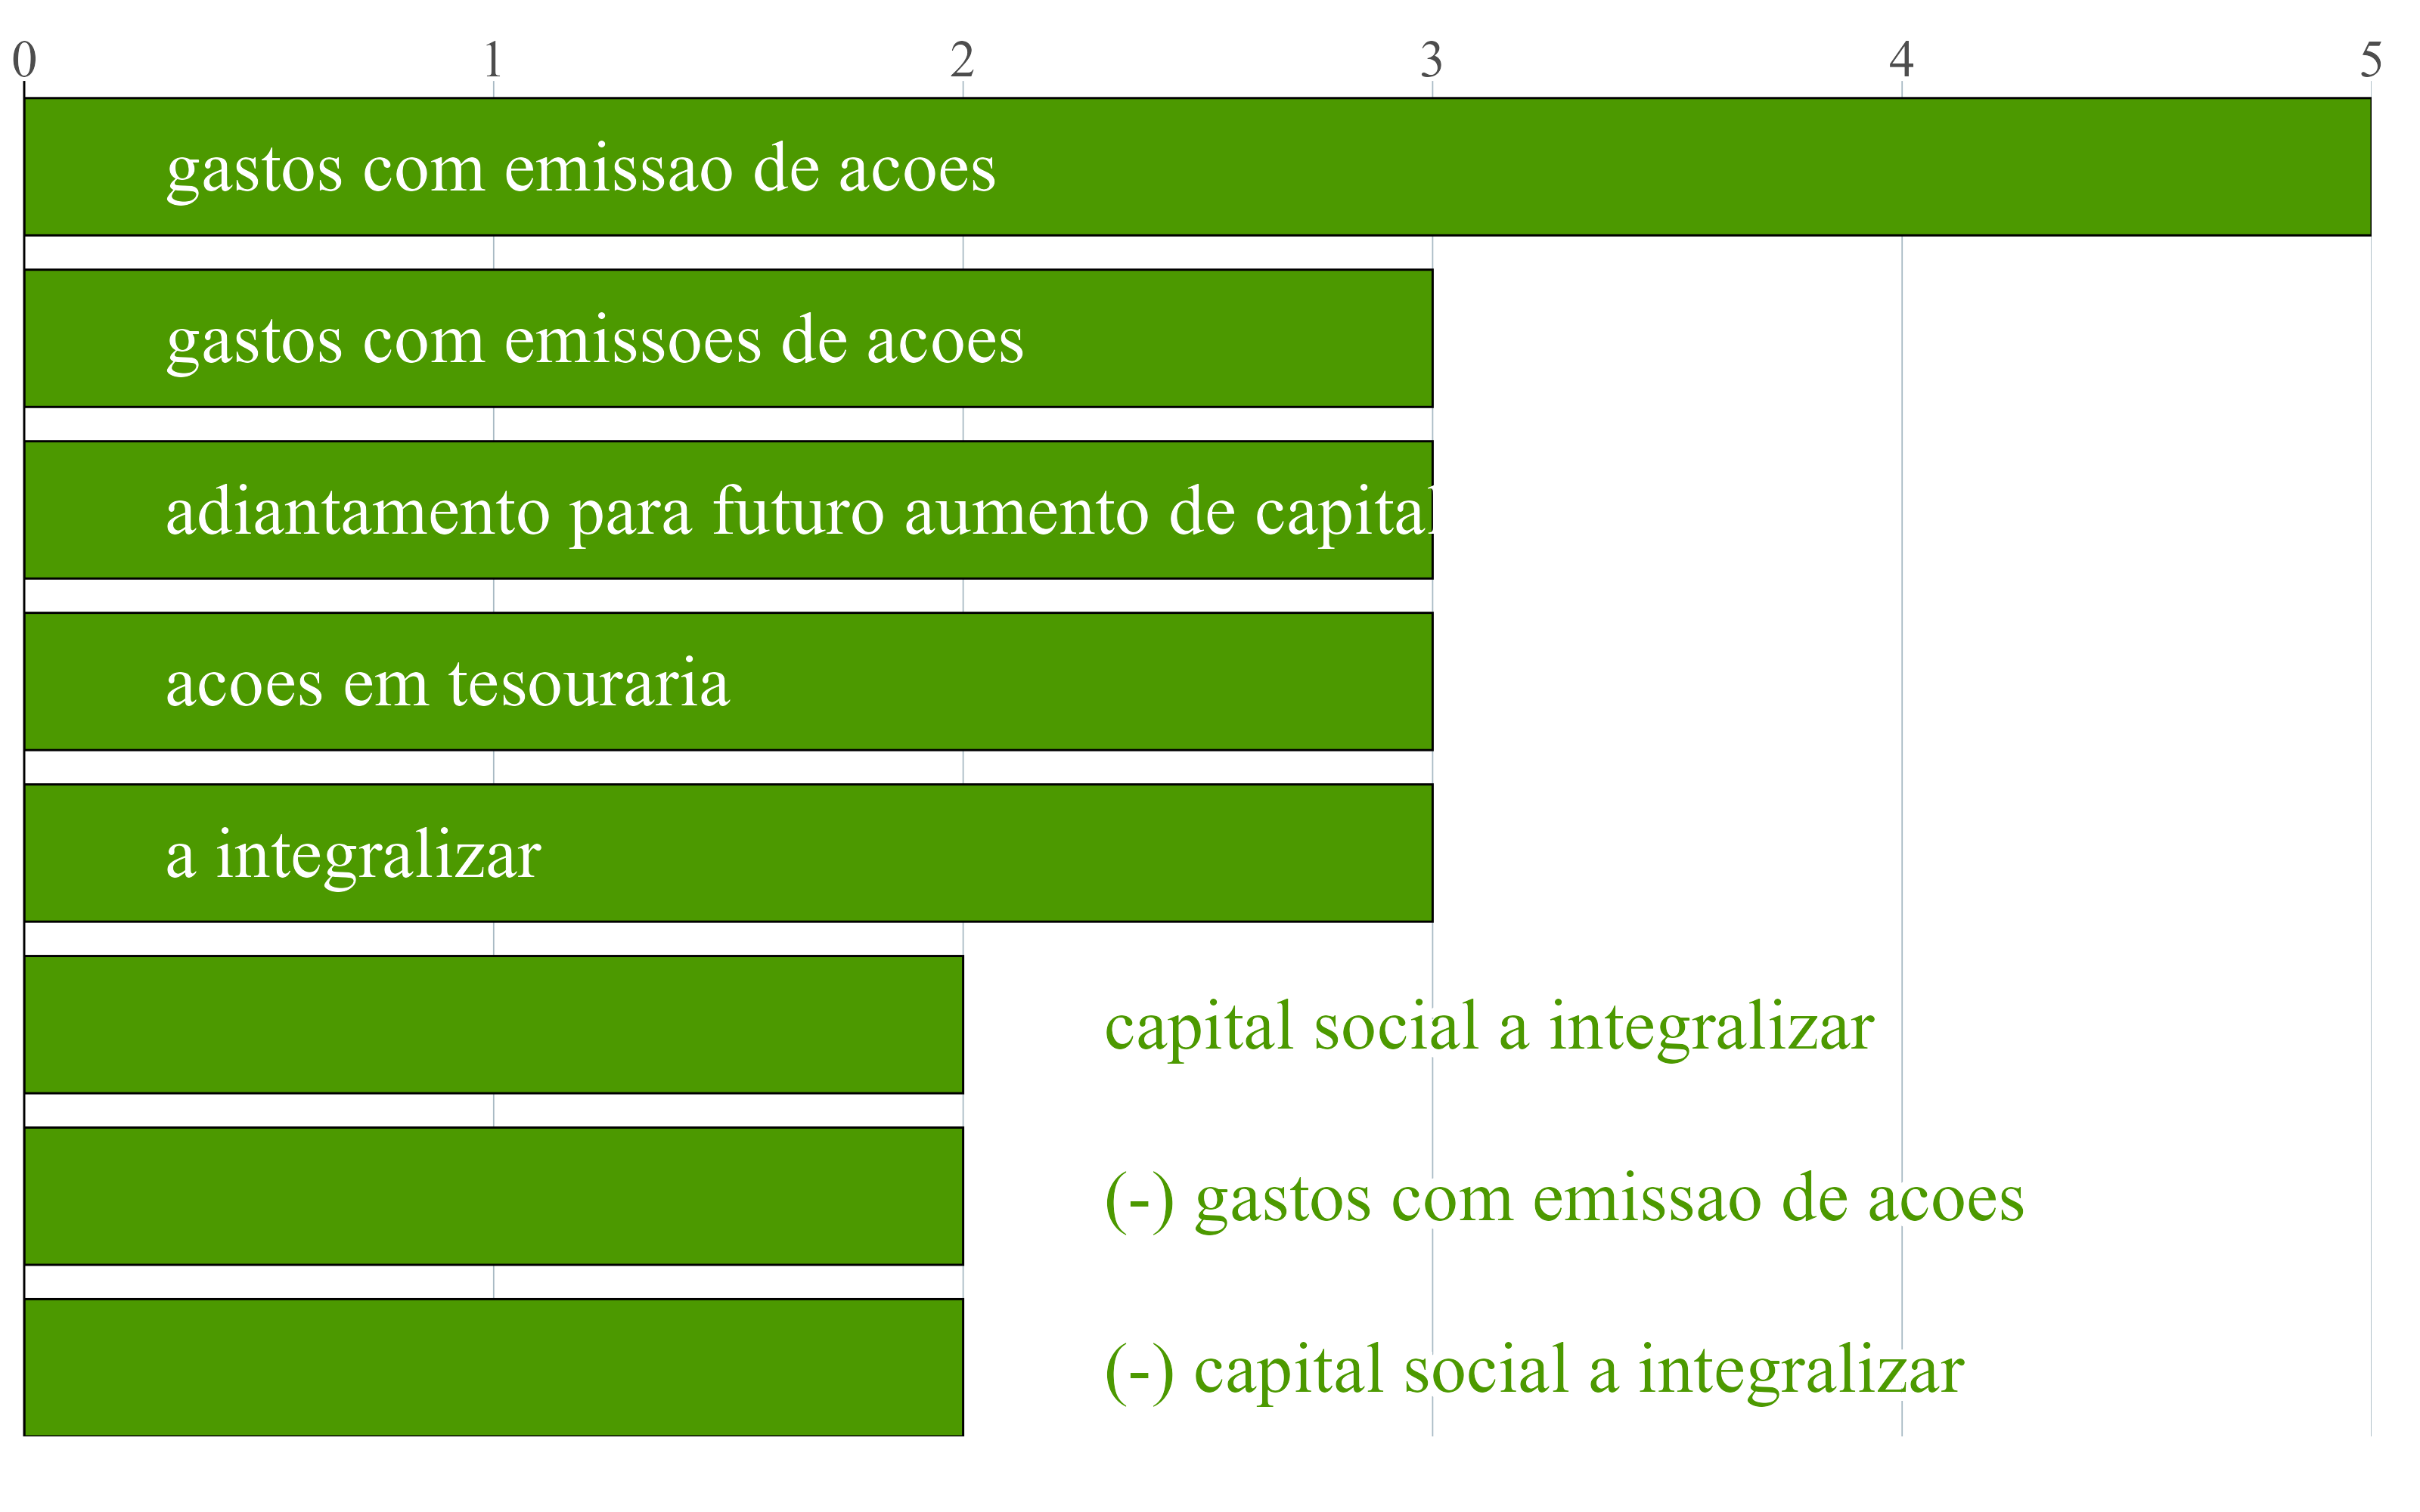 0 1 2 3 4 5
gastos com emissao de acoes
gastos com emissoes de acoes
adiantamento para futuro aumento de capital
acoes em tesouraria
a integralizar
capital social a integralizar
(-) gastos com emissao de acoes
(-) capital social a integralizar